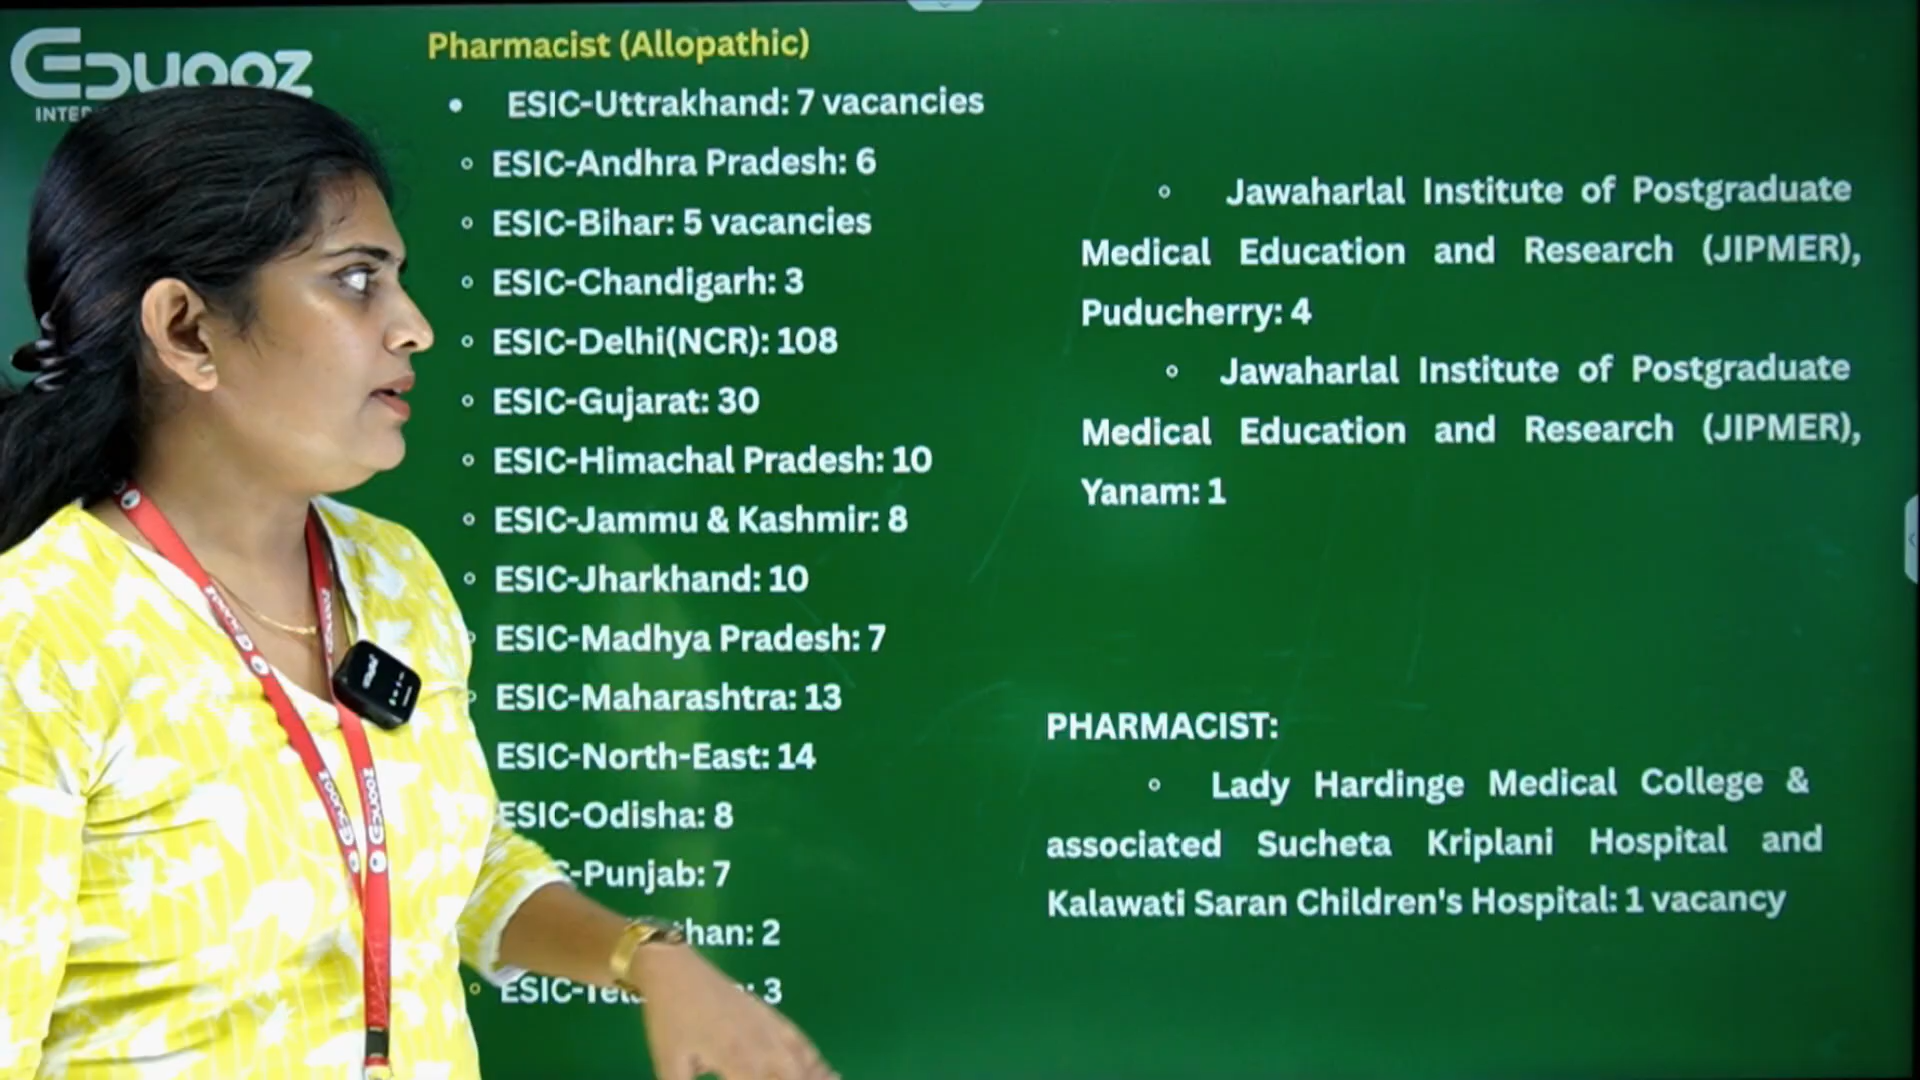 EDUOOZ
Pharmacist (Allopathic)
• ESIC-Uttrakhand: 7 vacancies
◦ ESIC-Andhra Pradesh: 6
◦ ESIC-Bihar: 5 vacancies
◦ ESIC-Chandigarh: 3
◦ ESIC-Delhi(NCR): 108
◦ ESIC-Gujarat: 30
◦ ESIC-Himachal Pradesh: 10
◦ ESIC-Jammu & Kashmir: 8
◦ ESIC-Jharkhand: 10
◦ ESIC-Madhya Pradesh: 7
◦ ESIC-Maharashtra: 13
ESIC-North-East: 14
ESIC-Odisha: 8
-Punjab: 7
: 2
◦ : 3
◦ Jawaharlal Institute of Postgraduate
Medical Education and Research (JIPMER),
Puducherry: 4
◦ Jawaharlal Institute of Postgraduate
Medical Education and Research (JIPMER),
Yanam: 1
PHARMACIST:
◦ Lady Hardinge Medical College &
associated Sucheta Kriplani Hospital and
Kalawati Saran Children's Hospital: 1 vacancy